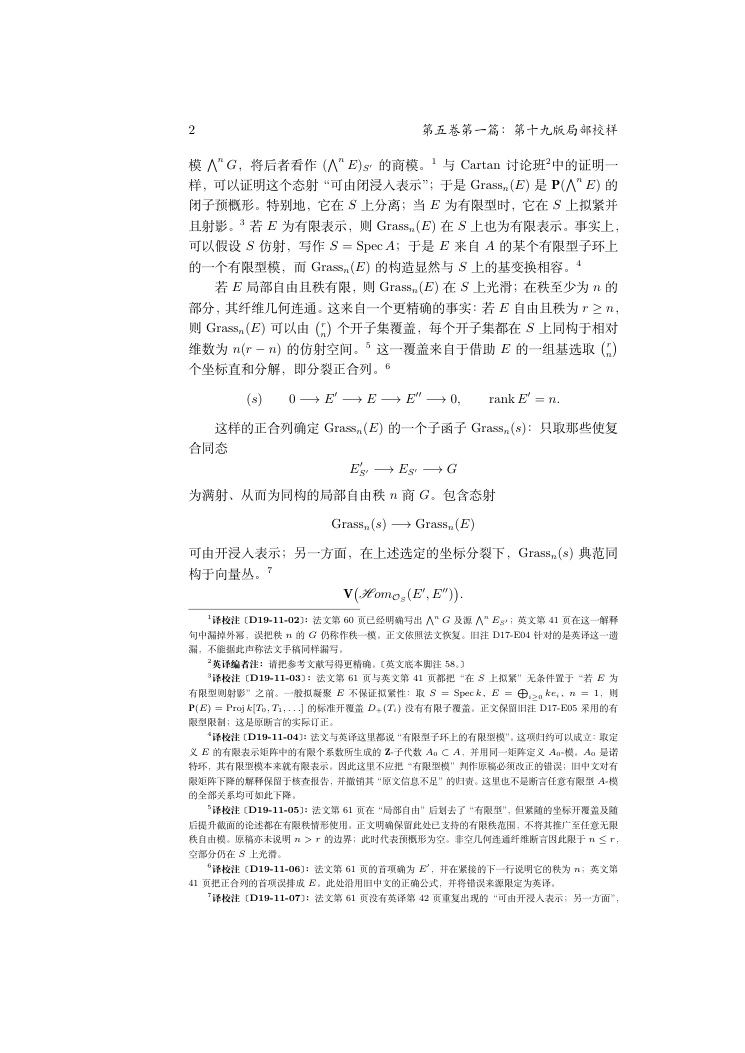 2 第五卷第一篇：第十九版局部校样
模 ⋀ⁿ G，将后者看作 (⋀ⁿ E)_{S′} 的商模。¹ 与 Cartan 讨论班²中的证明一
样，可以证明这个态射 “可由闭浸入表示”；于是 Grassₙ(E) 是 P(⋀ⁿ E) 的
闭子预概形。特别地，它在 S 上分离；当 E 为有限型时，它在 S 上拟紧并
且射影。³ 若 E 为有限表示，则 Grassₙ(E) 在 S 上也为有限表示。事实上，
可以假设 S 仿射，写作 S = Spec A；于是 E 来自 A 的某个有限型子环上
的一个有限型模，而 Grassₙ(E) 的构造显然与 S 上的基变换相容。⁴
若 E 局部自由且秩有限，则 Grassₙ(E) 在 S 上光滑；在秩至少为 n 的
部分，其纤维几何连通。这来自一个更精确的事实：若 E 自由且秩为 r ≥ n，
则 Grassₙ(E) 可以由 (r n) 个开子集覆盖，每个开子集都在 S 上同构于相对
维数为 n(r − n) 的仿射空间。⁵ 这一覆盖来自于借助 E 的一组基选取 (r n)
个坐标直和分解，即分裂正合列。⁶
(s) 0 ⟶ E′ ⟶ E ⟶ E″ ⟶ 0, rank E′ = n.
这样的正合列确定 Grassₙ(E) 的一个子函子 Grassₙ(s)：只取那些使复
合同态
E′_{S′} ⟶ E_{S′} ⟶ G
为满射、从而为同构的局部自由秩 n 商 G。包含态射
Grassₙ(s) ⟶ Grassₙ(E)
可由开浸入表示；另一方面，在上述选定的坐标分裂下，Grassₙ(s) 典范同
构于向量丛。⁷
V(ℋom_{𝒪_S}(E′, E″)).
¹译校注〔D19-11-02〕：法文第 60 页已经明确写出 ⋀ⁿ G 及源 ⋀ⁿ E_{S′}；英文第 41 页在这一解释
句中漏掉外幂，误把秩 n 的 G 仍称作秩一模。正文依照法文恢复。旧注 D17-E04 针对的是英译这一遗
漏，不能据此声称法文手稿同样漏写。
²英译编者注：请把参考文献写得更精确。〔英文底本脚注 58。〕
³译校注〔D19-11-03〕：法文第 61 页与英文第 41 页都把 “在 S 上拟紧” 无条件置于 “若 E 为
有限型则射影” 之前。一般拟凝聚 E 不保证拟紧性：取 S = Spec k, E = ⨁_{i≥0} keᵢ, n = 1，则
P(E) = Proj k[T₀, T₁, . . .] 的标准开覆盖 D₊(Tᵢ) 没有有限子覆盖。正文保留旧注 D17-E05 采用的有
限型限制；这是原断言的实际订正。
⁴译校注〔D19-11-04〕：法文与英译这里都说 “有限型子环上的有限型模”。这项归约可以成立：取定
义 E 的有限表示矩阵中的有限个系数所生成的 Z-子代数 A₀ ⊂ A，并用同一矩阵定义 A₀-模。A₀ 是诺
特环，其有限型模本来就有限表示。因此这里不应把 “有限型模” 判作原稿必须改正的错误；旧中文对有
限矩阵下降的解释保留于核查报告，并撤销其 “原文信息不足” 的归责。这里也不是断言任意有限型 A-模
的全部关系均可如此下降。
⁵译校注〔D19-11-05〕：法文第 61 页在 “局部自由” 后划去了 “有限型”，但紧随的坐标开覆盖及随
后提升截面的论述都在有限秩情形使用。正文明确保留此处已支持的有限秩范围，不将其推广至任意无限
秩自由模。原稿亦未说明 n > r 的边界；此时代表预概形为空。非空几何连通纤维断言因此限于 n ≤ r，
空部分仍在 S 上光滑。
⁶译校注〔D19-11-06〕：法文第 61 页的首项确为 E′，并在紧接的下一行说明它的秩为 n；英文第
41 页把正合列的首项误排成 E。此处沿用旧中文的正确公式，并将错误来源限定为英译。
⁷译校注〔D19-11-07〕：法文第 61 页没有英译第 42 页重复出现的 “可由开浸入表示；另一方面”，